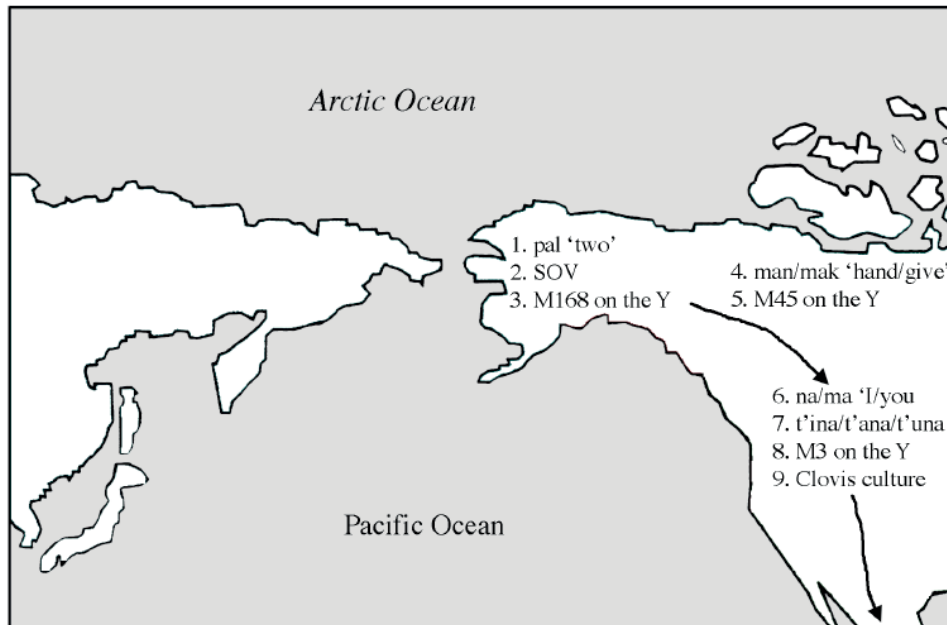 Arctic Ocean
1. pal ‘two’
2. SOV
3. M168 on the Y
4. man/mak ‘hand/give’
5. M45 on the Y
6. na/ma ‘I/you
7. t’ina/t’ana/t’una
8. M3 on the Y
9. Clovis culture
Pacific Ocean